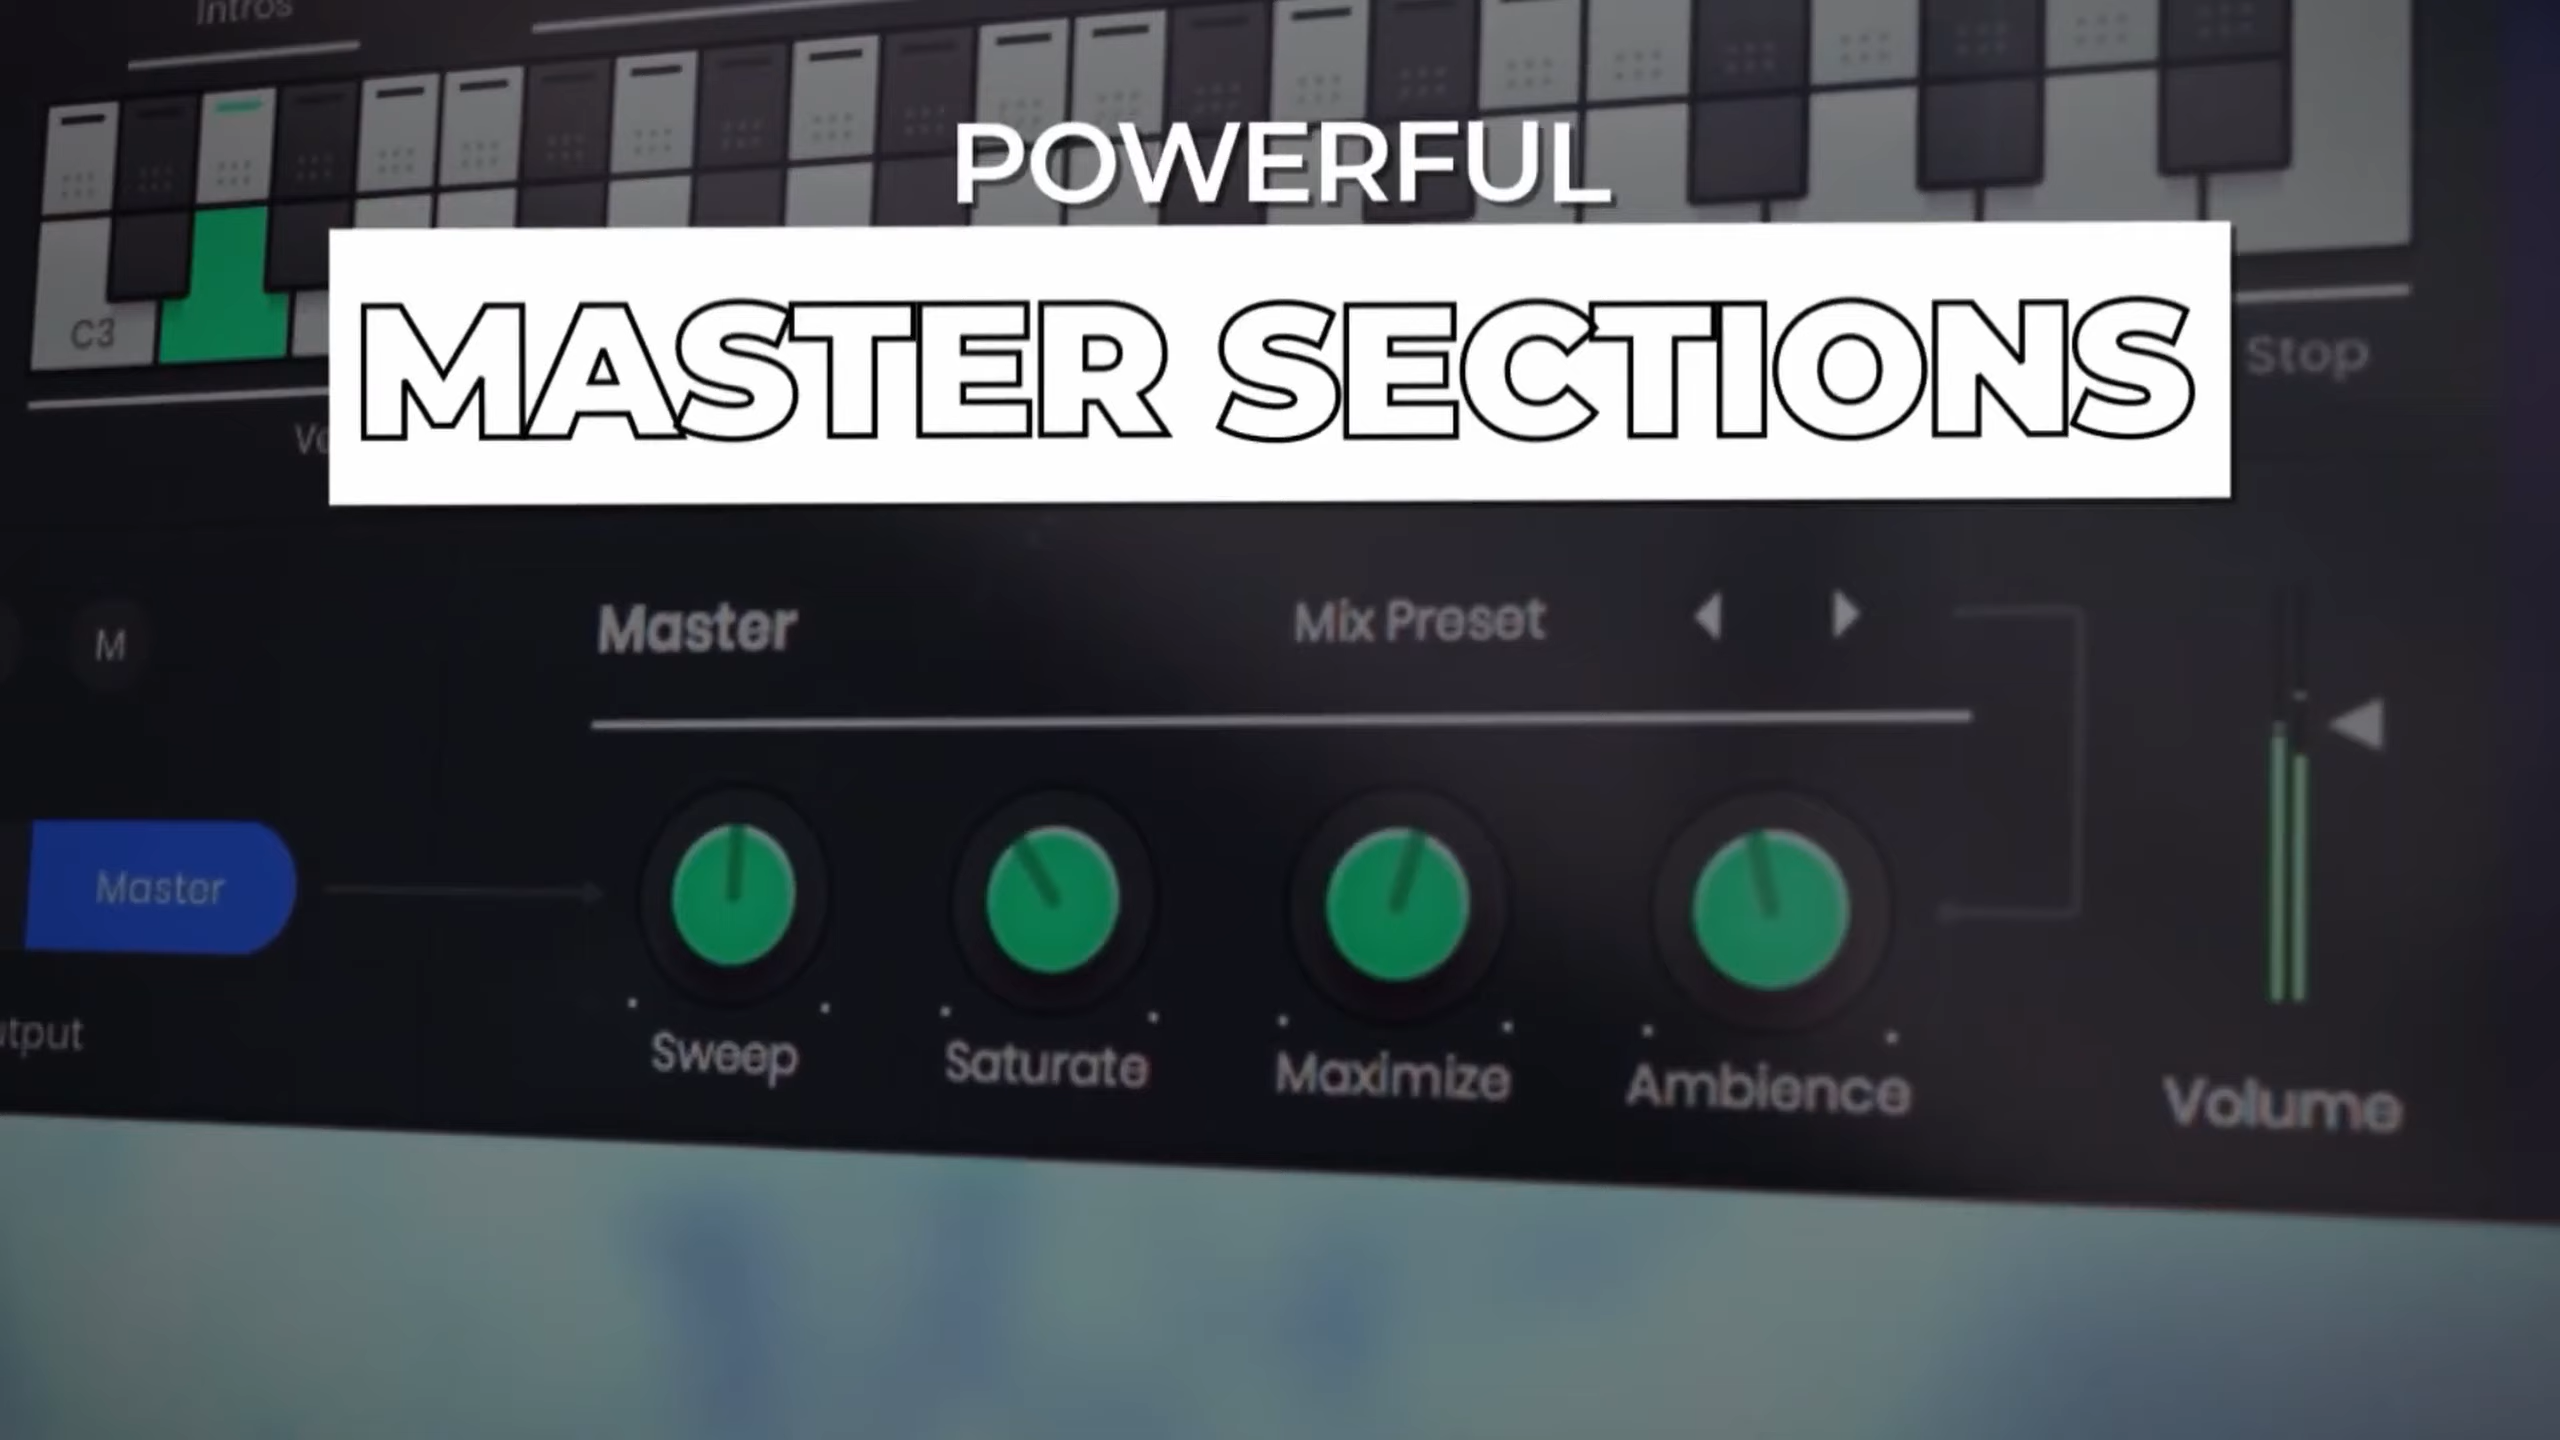 Intros
POWERFUL
MASTER SECTIONS
C3
Stop
M
Master
Mix Preset
Master
Sweep
Saturate
Maximize
Ambience
Volume